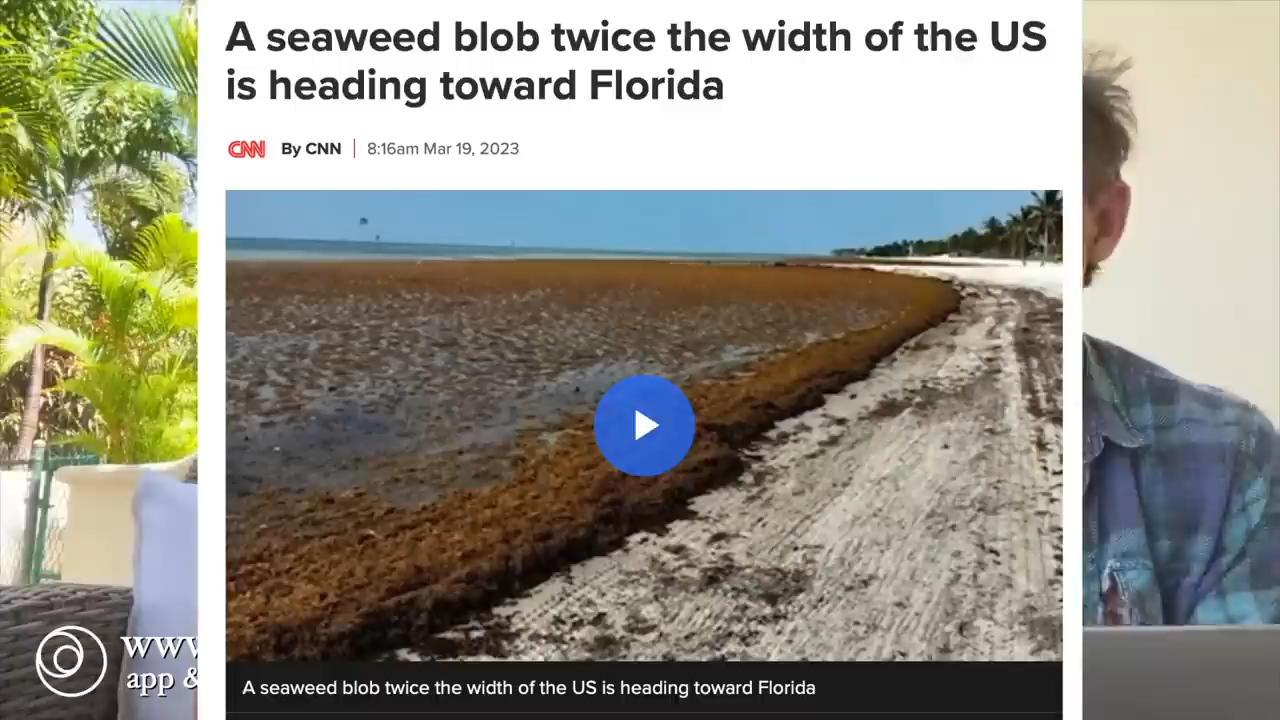 A seaweed blob twice the width of the US
is heading toward Florida
CNN By CNN | 8:16am Mar 19, 2023
A seaweed blob twice the width of the US is heading toward Florida
app &